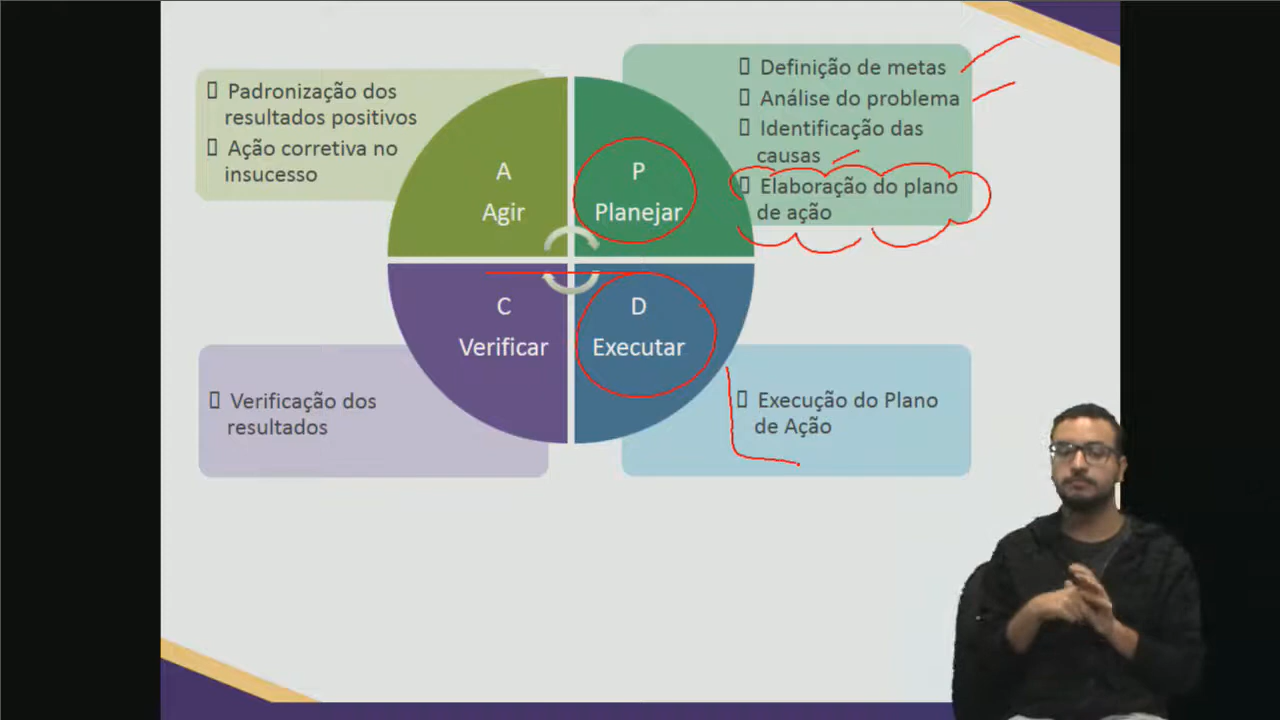 Padronização dos
resultados positivos
Ação corretiva no
insucesso
A
Agir
P
Planejar
Definição de metas
Análise do problema
Identificação das
causas
Elaboração do plano
de ação
C
Verificar
D
Executar
Verificação dos
resultados
Execução do Plano
de Ação